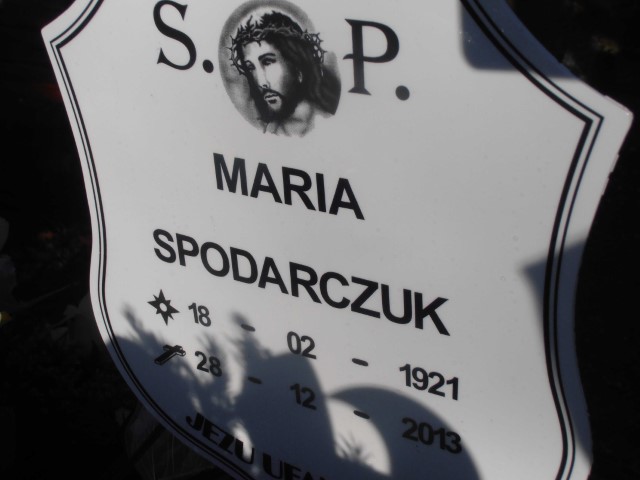 S. P.
MARIA
SPODARCZUK
18 - 02 - 1921
28 - 12 - 2013
JEZU